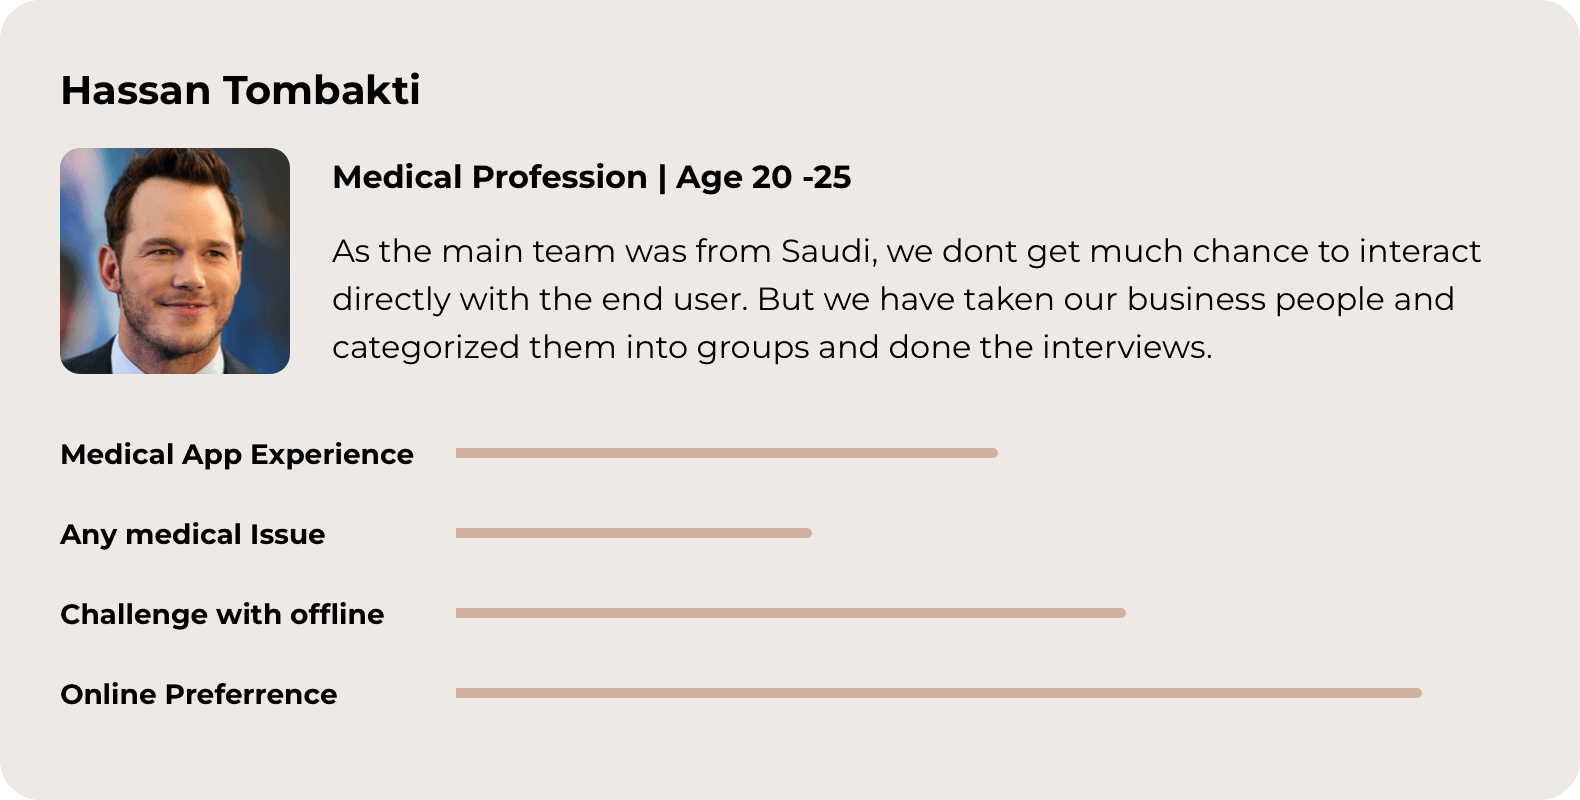 Hassan Tombakti
Medical Profession | Age 20 -25
As the main team was from Saudi, we dont get much chance to interact
directly with the end user. But we have taken our business people and
categorized them into groups and done the interviews.
Medical App Experience
Any medical Issue
Challenge with offline
Online Preferrence